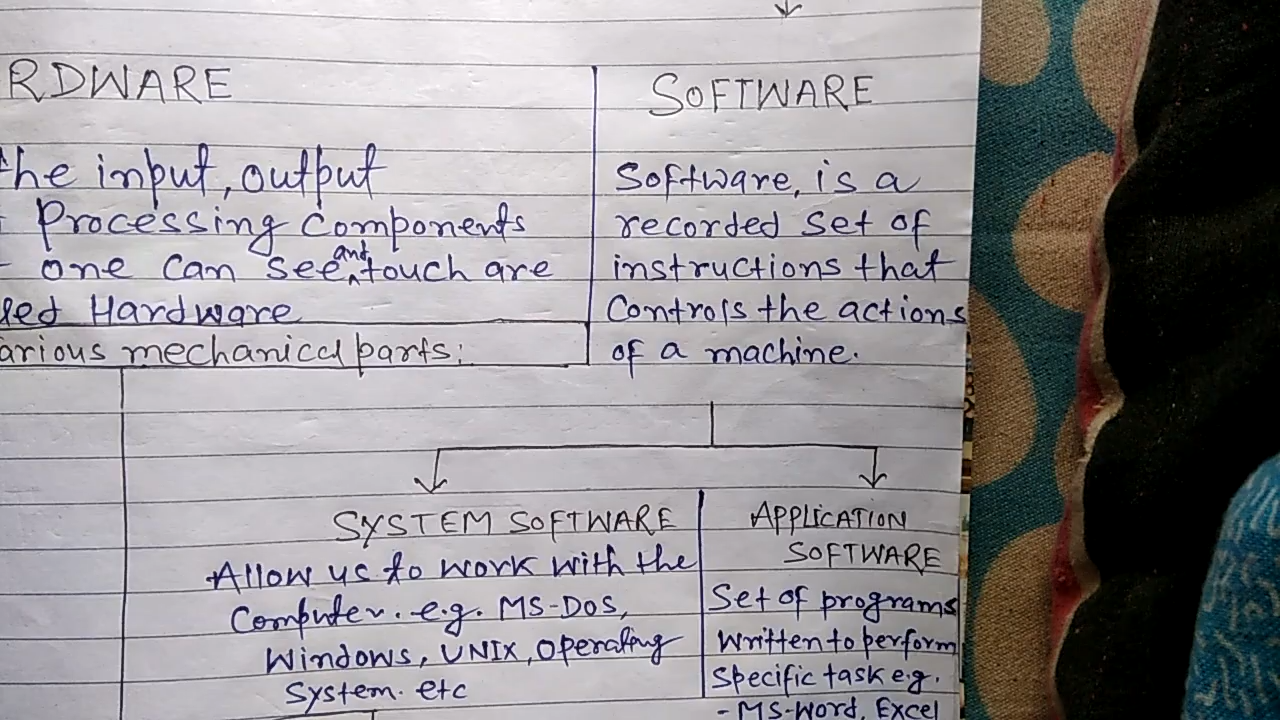 RDWARE
the input, output
Processing Components
one can see and touch are
led Hardware
arious mechanical parts:
SOFTWARE
Software, is a
recorded set of
instructions that
Controls the actions
of a machine.
SYSTEM SOFTWARE
Allow us to work with the
Computer. e.g. MS-DOS,
Windows, UNIX, Operating
System. etc
APPLICATION
SOFTWARE
Set of programs
Written to perform
Specific task e.g.
- MS-Word, Excel